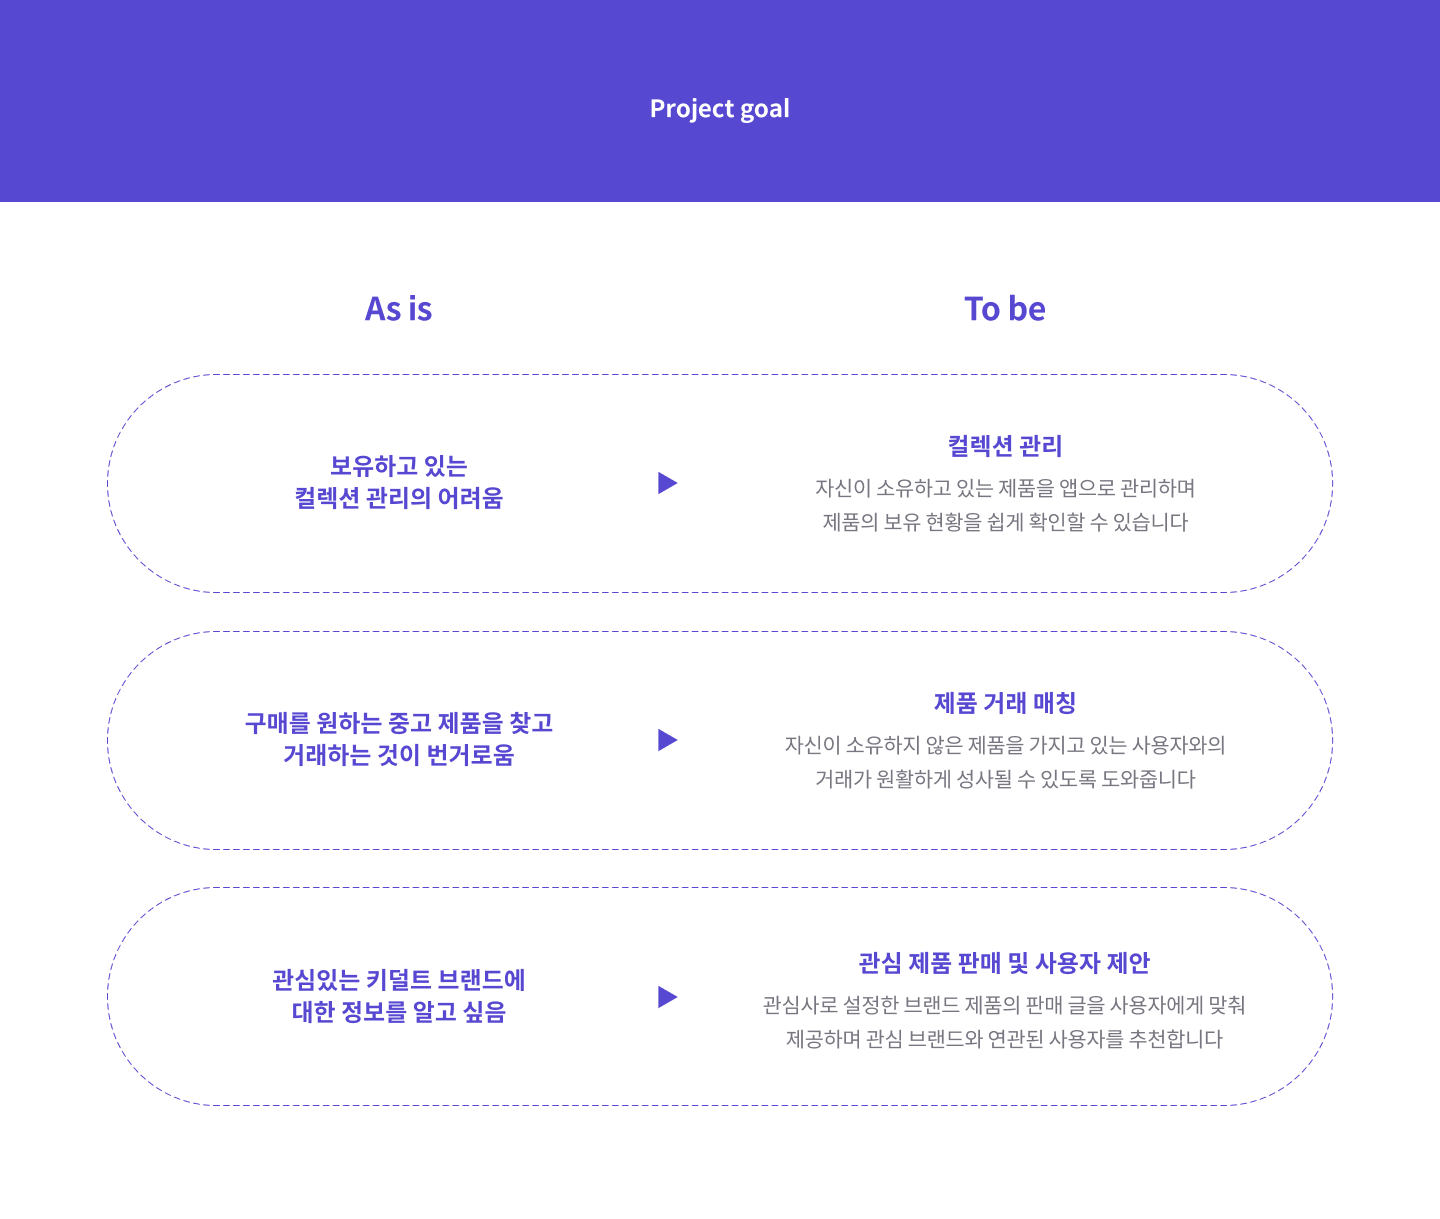 Project goal
As is
To be
보유하고 있는
컬렉션 관리의 어려움
컬렉션 관리
자신이 소유하고 있는 제품을 앱으로 관리하며
제품의 보유 현황을 쉽게 확인할 수 있습니다
구매를 원하는 중고 제품을 찾고
거래하는 것이 번거로움
제품 거래 매칭
자신이 소유하지 않은 제품을 가지고 있는 사용자와의
거래가 원활하게 성사될 수 있도록 도와줍니다
관심있는 키덜트 브랜드에
대한 정보를 알고 싶음
관심 제품 판매 및 사용자 제안
관심사로 설정한 브랜드 제품의 판매 글을 사용자에게 맞춰
제공하며 관심 브랜드와 연관된 사용자를 추천합니다